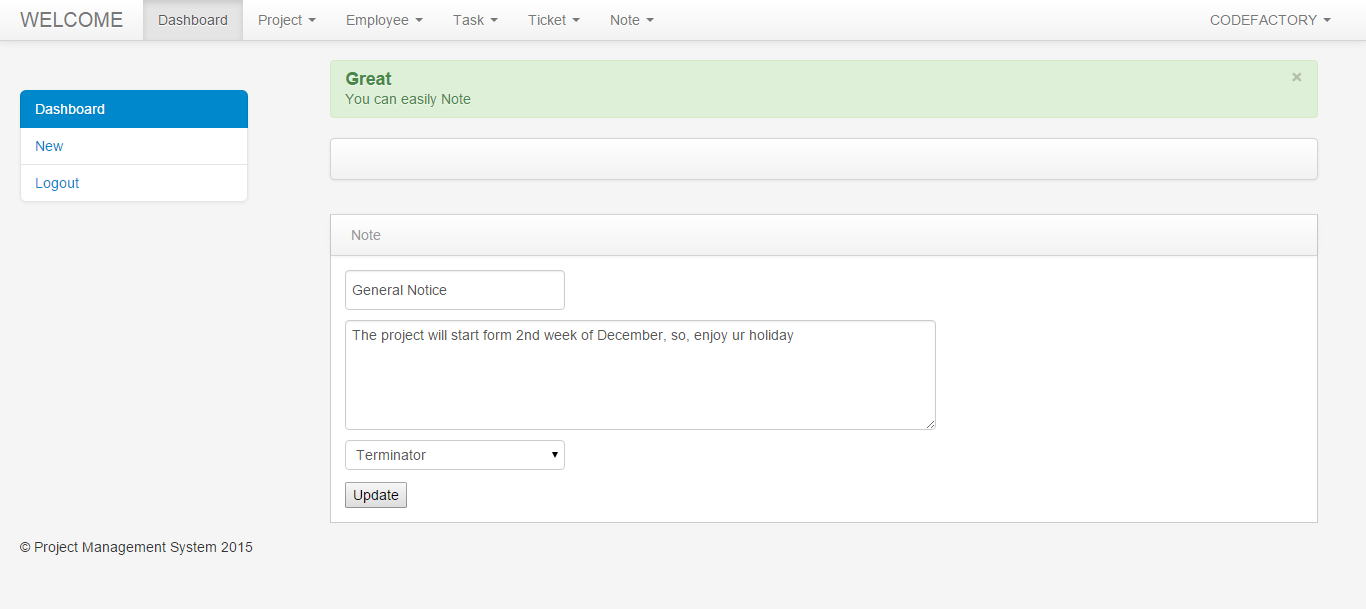 WELCOME Dashboard Project Employee Task Ticket Note CODEFACTORY
Dashboard
New
Logout
Great
×
You can easily Note
Note
General Notice
The project will start form 2nd week of December, so, enjoy ur holiday
Terminator
Update
© Project Management System 2015